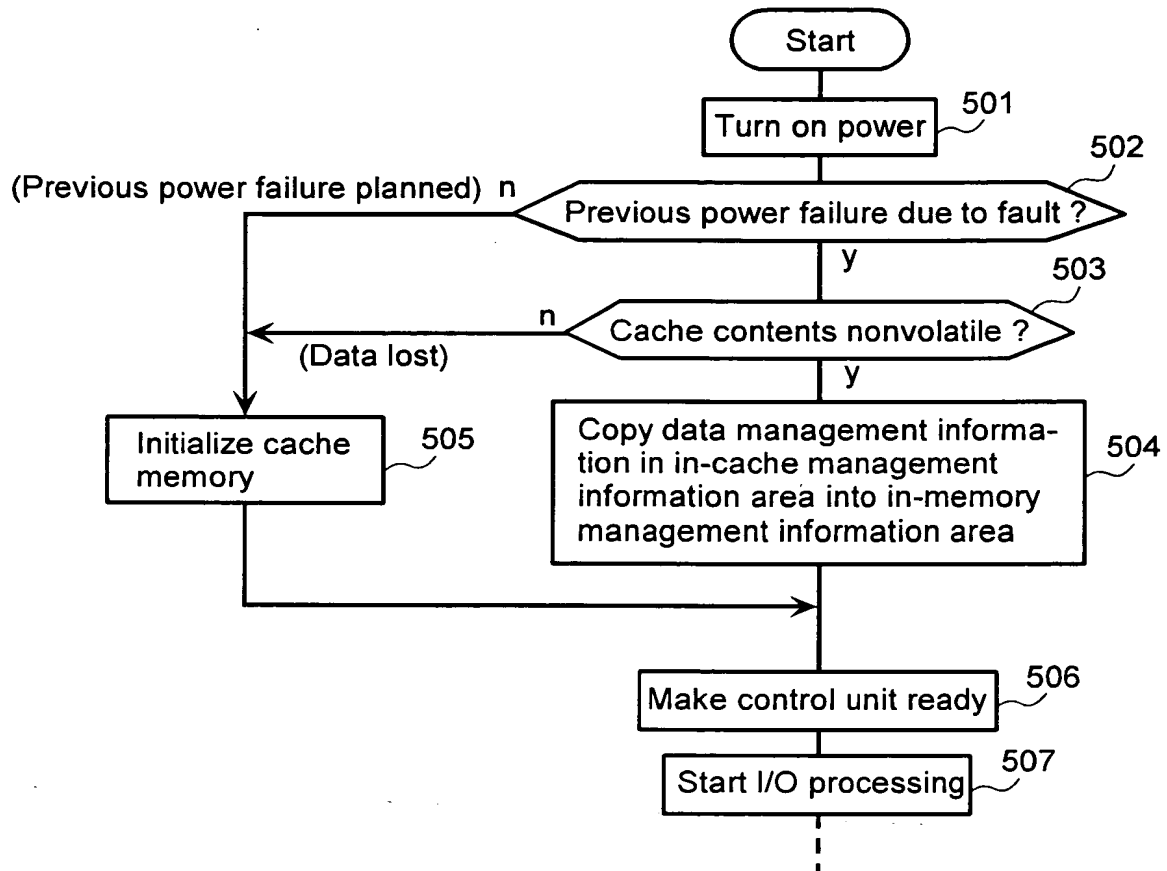 Start
501
Turn on power
502
(Previous power failure planned) n
Previous power failure due to fault ?
y
503
n
Cache contents nonvolatile ?
(Data lost)
y
Initialize cache
memory
505
Copy data management informa-
tion in in-cache management
information area into in-memory
management information area
504
506
Make control unit ready
507
Start I/O processing